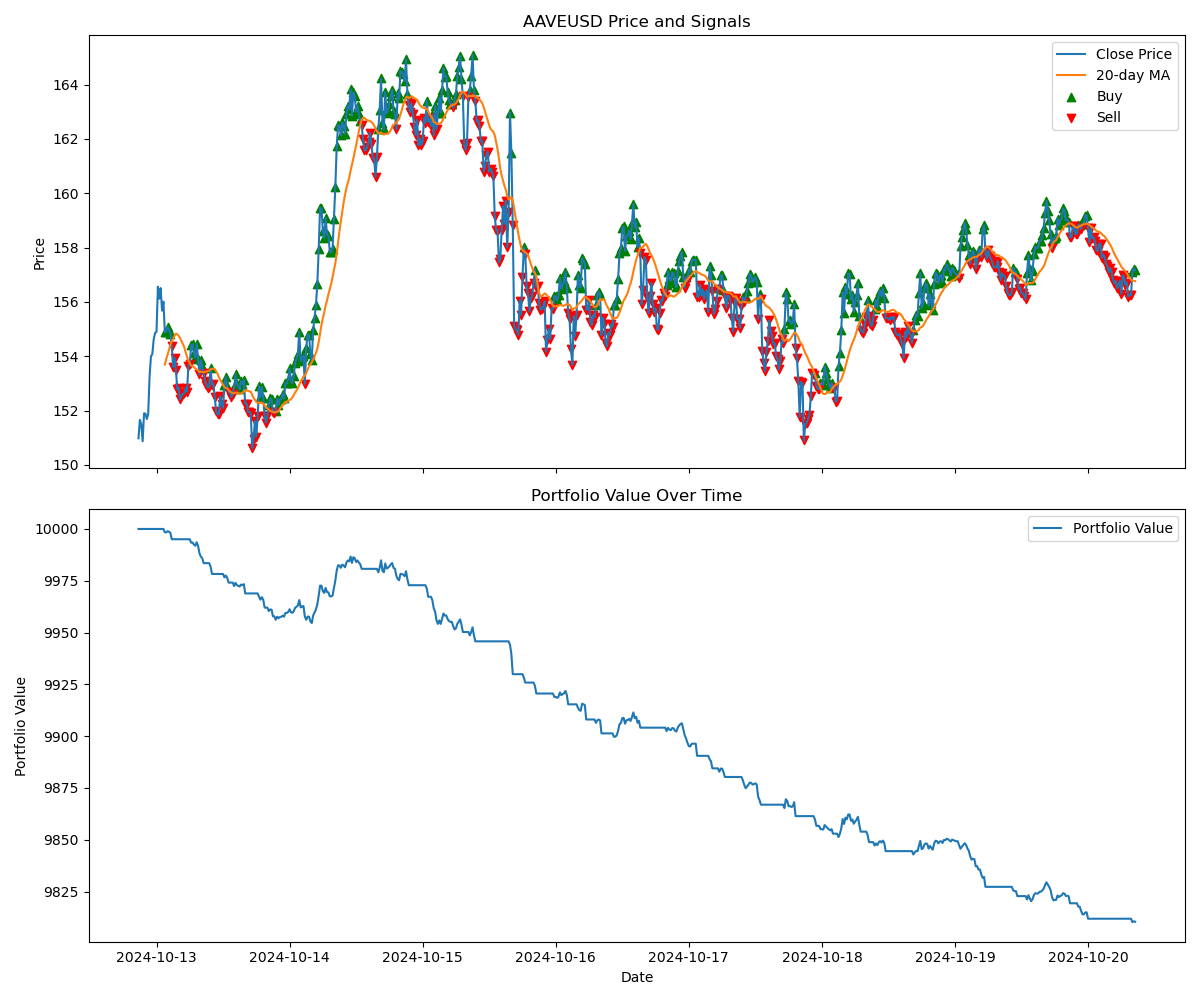 AAVEUSD Price and Signals
Price
164
162
160
158
156
154
152
150
Close Price
20-day MA
Buy
Sell
Portfolio Value Over Time
Portfolio Value
10000
9975
9950
9925
9900
9875
9850
9825
Portfolio Value
2024-10-13
2024-10-14
2024-10-15
2024-10-16
2024-10-17
2024-10-18
2024-10-19
2024-10-20
Date